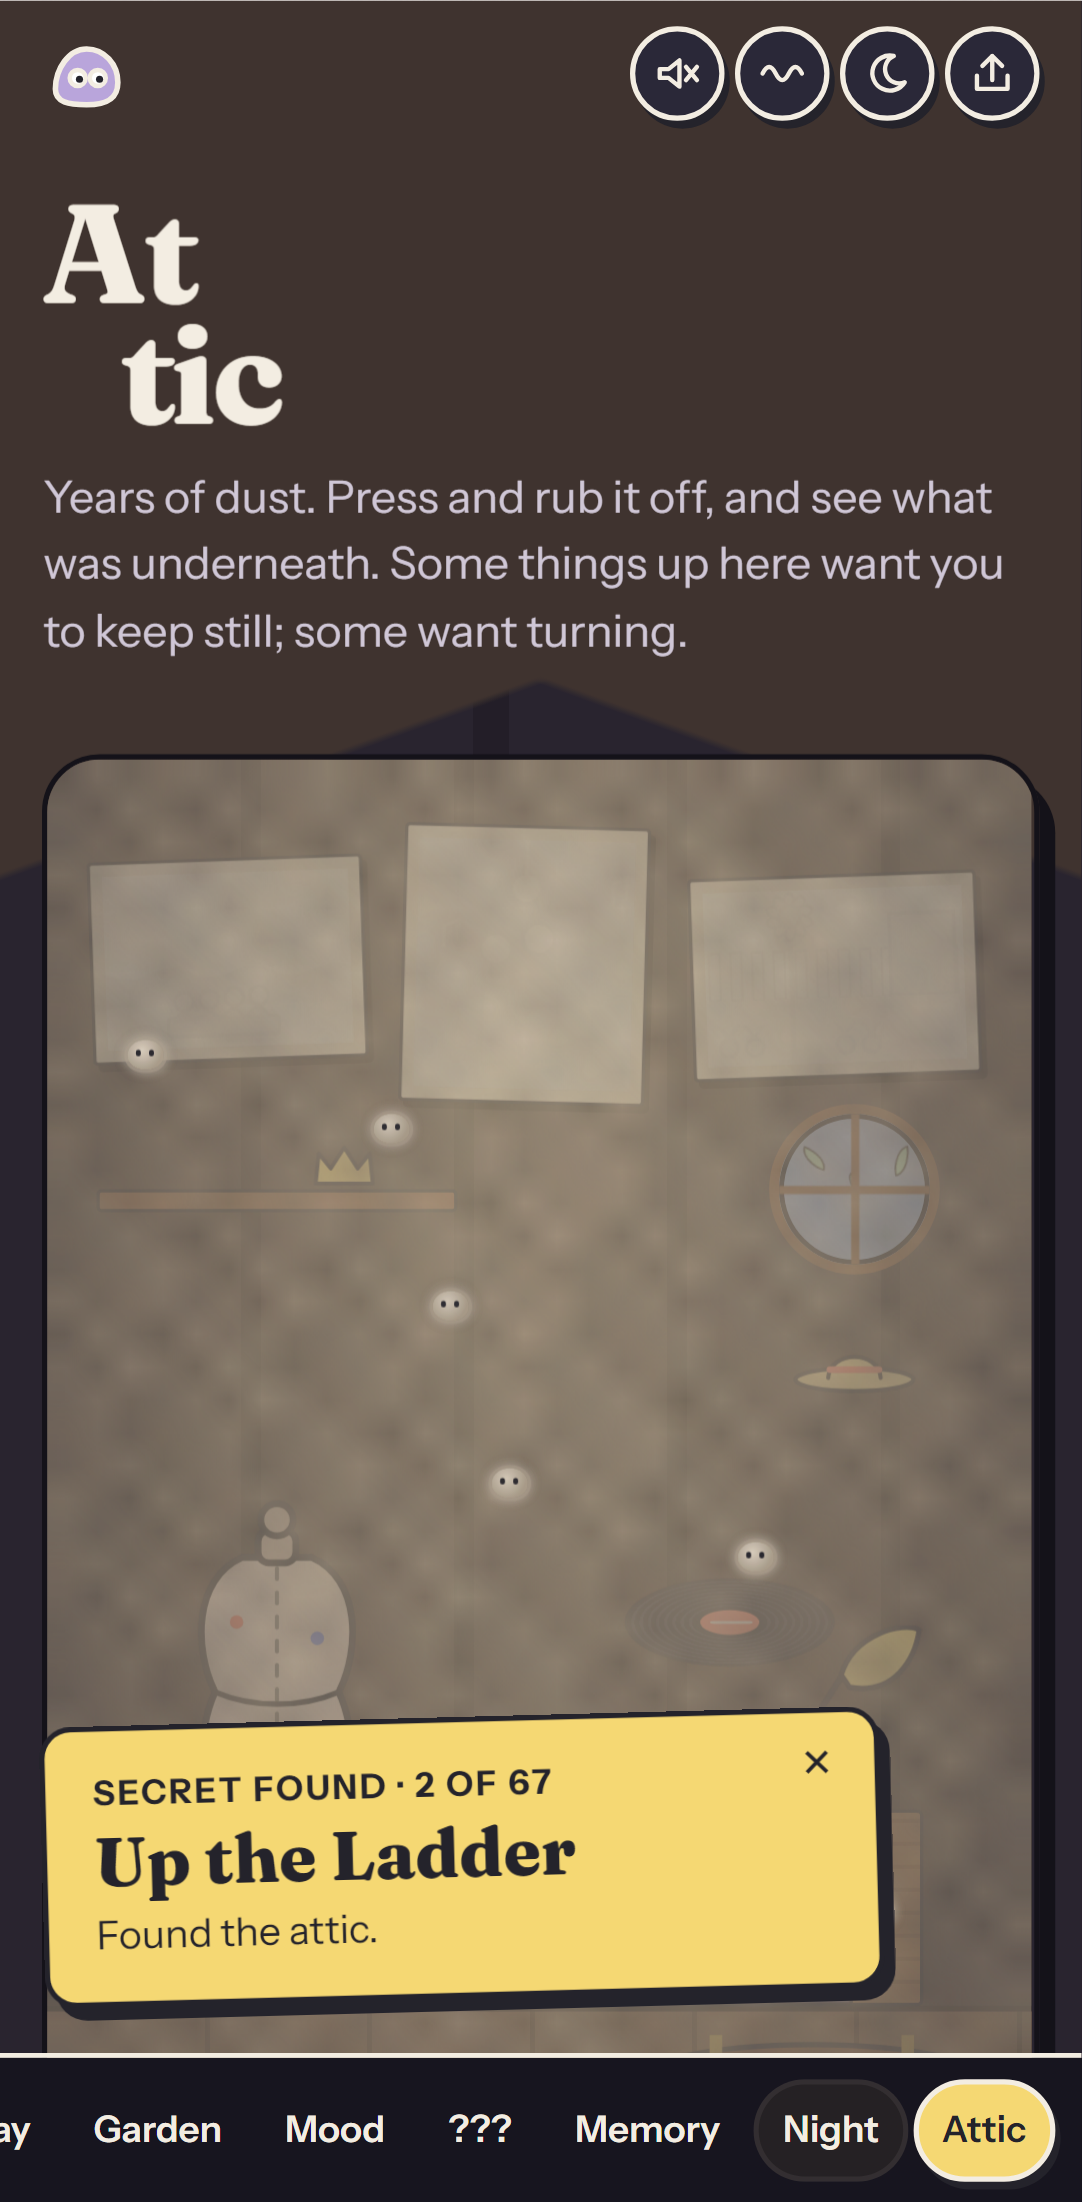 At
tic
Years of dust. Press and rub it off, and see what
was underneath. Some things up here want you
to keep still; some want turning.
SECRET FOUND · 2 OF 67
Up the Ladder
Found the attic.
ay
Garden
Mood
???
Memory
Night
Attic